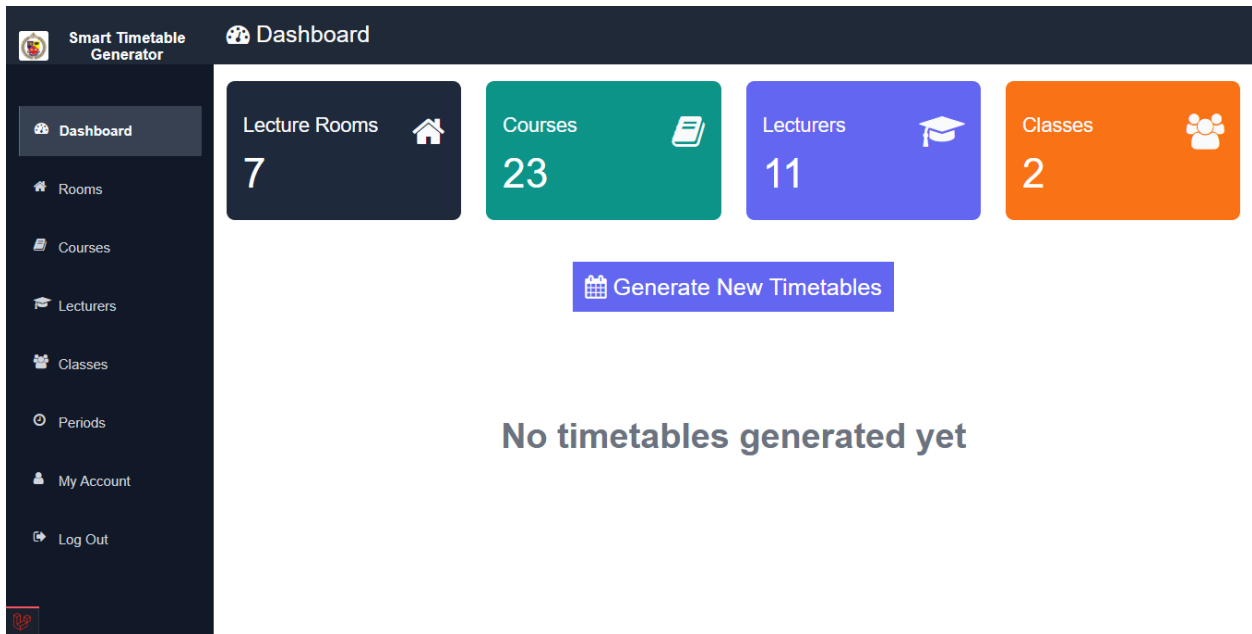 Smart Timetable
Generator
Dashboard
Dashboard
Rooms
Courses
Lecturers
Classes
Periods
My Account
Log Out
Lecture Rooms
7
Courses
23
Lecturers
11
Classes
2
Generate New Timetables
No timetables generated yet